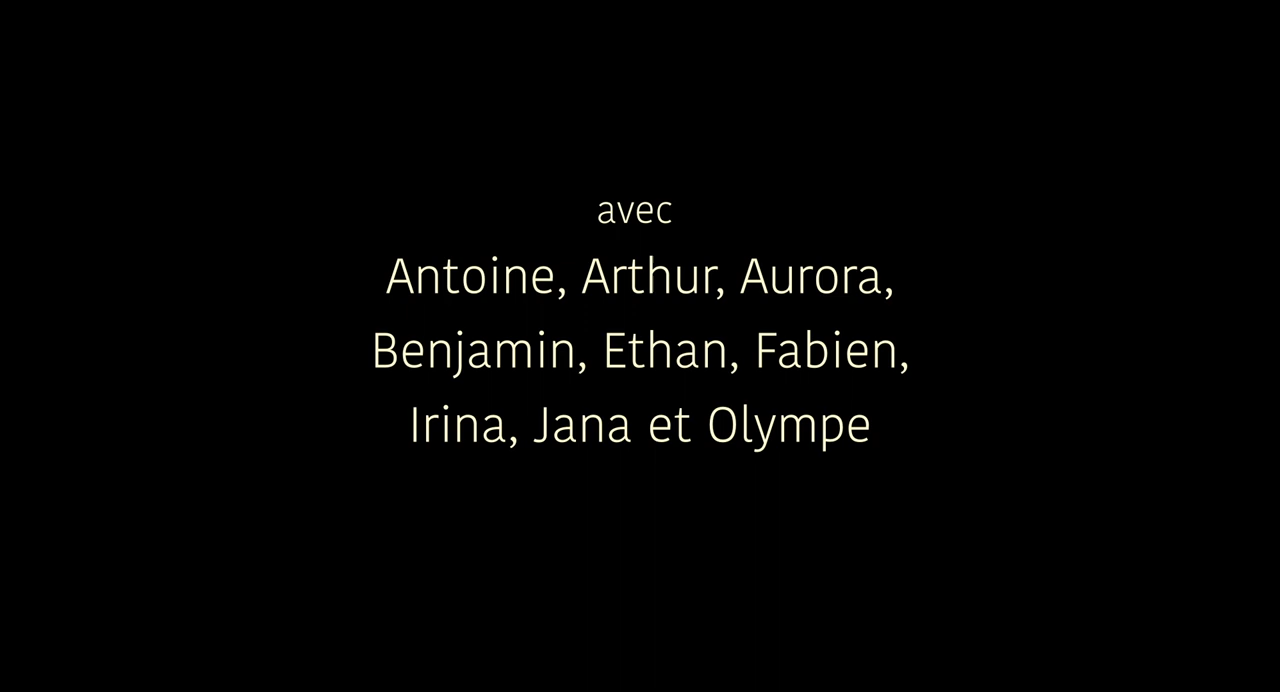 avec
Antoine, Arthur, Aurora,
Benjamin, Ethan, Fabien,
Irina, Jana et Olympe